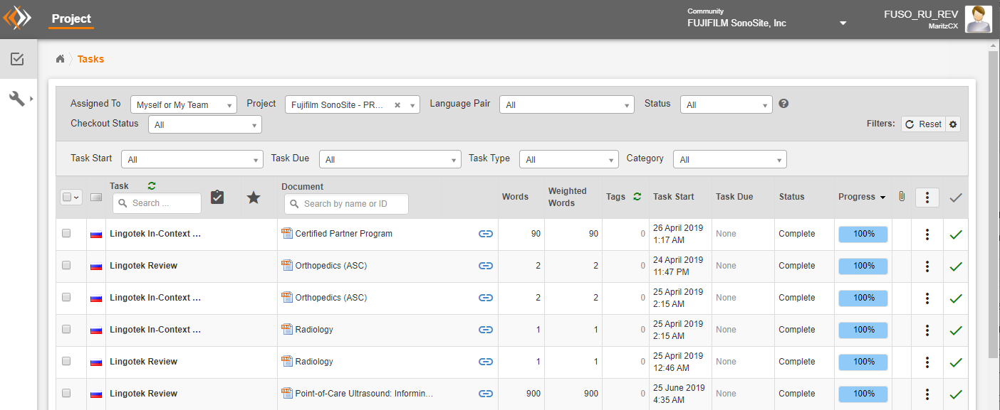 Project
Community
FUJIFILM SonoSite, Inc
FUSO_RU_REV
MaritzCX
Tasks
Assigned To Myself or My Team Project Fujifilm SonoSite - PR... Language Pair All Status All
Checkout Status All Filters: Reset
Task Start All Task Due All Task Type All Category All
Task Search ... Document Search by name or ID Words Weighted Words Tags Task Start Task Due Status Progress
Lingotek In-Context ... Certified Partner Program 90 90 0 26 April 2019 1:17 AM None Complete 100%
Lingotek Review Orthopedics (ASC) 2 2 0 24 April 2019 11:47 PM None Complete 100%
Lingotek In-Context ... Orthopedics (ASC) 2 2 0 25 April 2019 2:15 AM None Complete 100%
Lingotek In-Context ... Radiology 1 1 0 25 April 2019 2:15 AM None Complete 100%
Lingotek Review Radiology 1 1 0 25 April 2019 12:46 AM None Complete 100%
Lingotek Review Point-of-Care Ultrasound: Informin... 900 900 0 25 June 2019 4:35 AM None Complete 100%